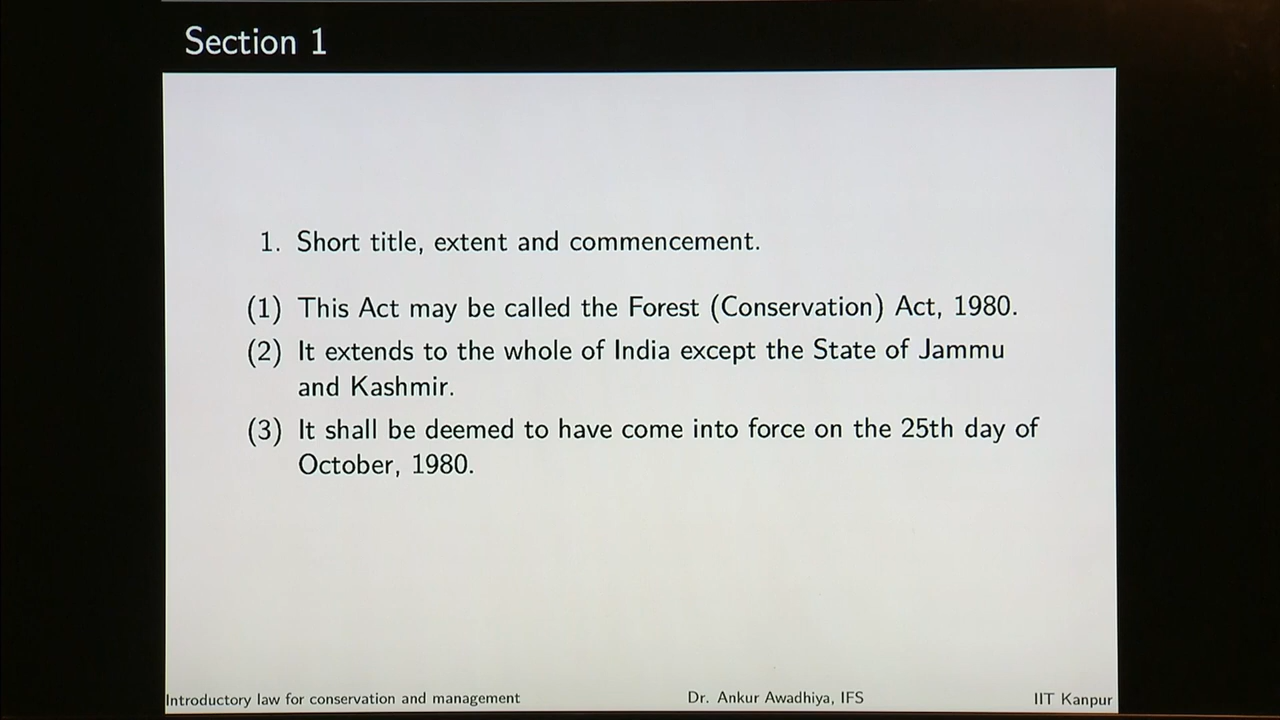 Section 1
1. Short title, extent and commencement.
(1) This Act may be called the Forest (Conservation) Act, 1980.
(2) It extends to the whole of India except the State of Jammu
and Kashmir.
(3) It shall be deemed to have come into force on the 25th day of
October, 1980.
Introductory law for conservation and management Dr. Ankur Awadhiya, IFS IIT Kanpur